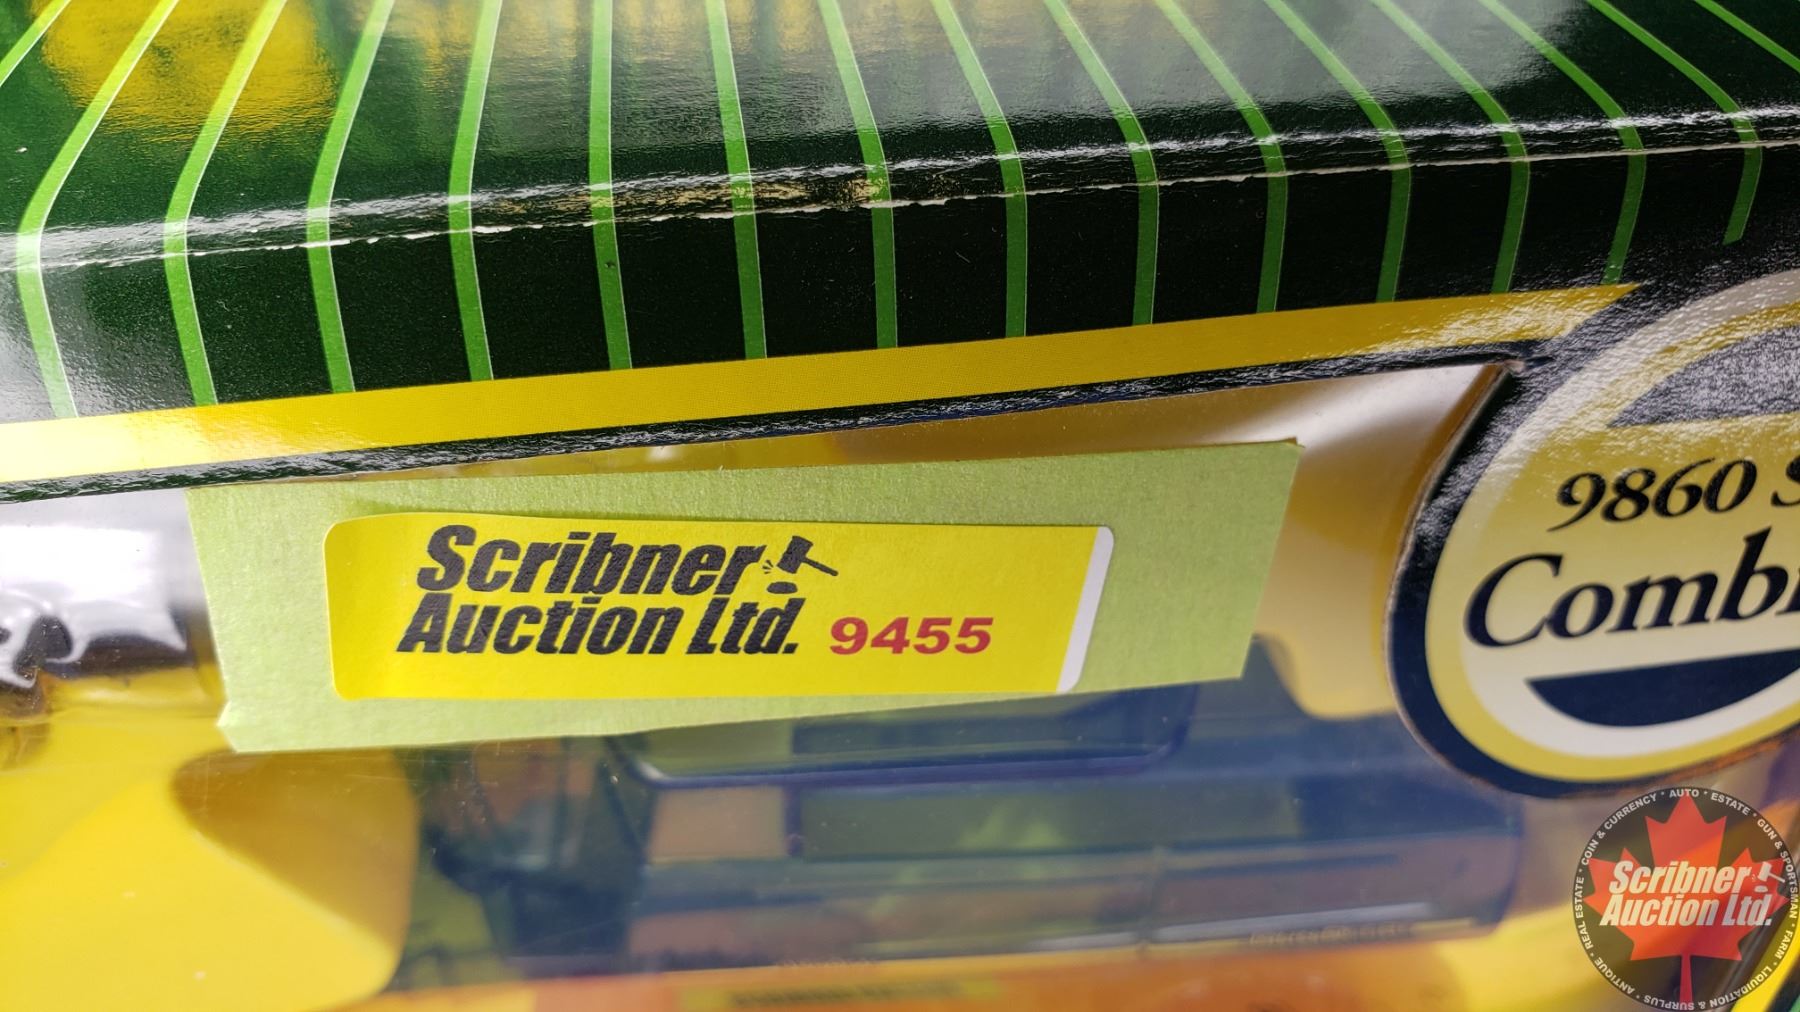 Scribner
Auction Ltd. 9455
9860
Scribner
Auction Ltd.
REAL ESTATE * COIN & CURRENCY * AUTO * ESTATE * GUN & SPORTSMAN * FARM * LIQUIDATION & SURPLUS * ANTIQUE *